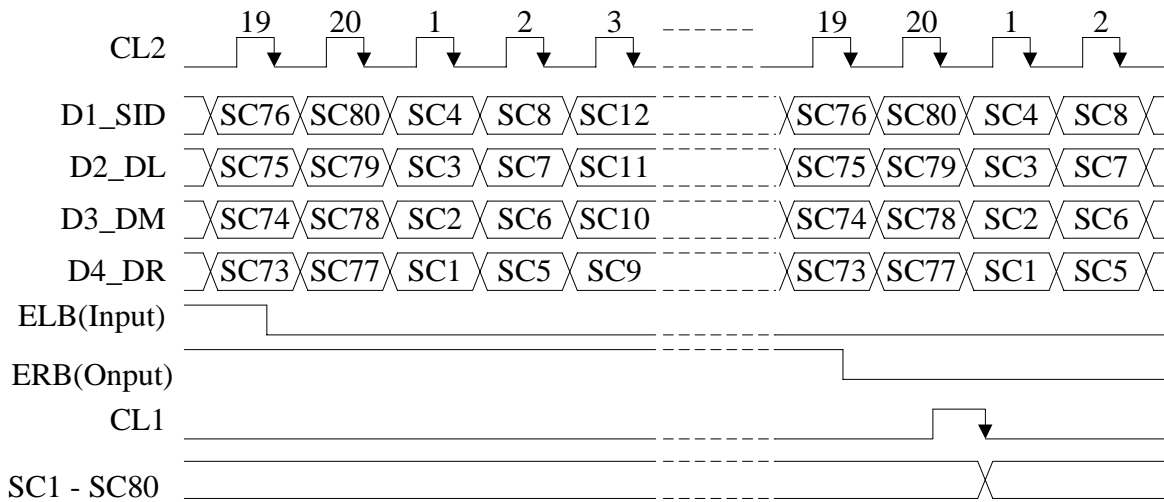 19 20 1 2 3 19 20 1 2
CL2
D1_SID SC76 SC80 SC4 SC8 SC12 SC76 SC80 SC4 SC8
D2_DL SC75 SC79 SC3 SC7 SC11 SC75 SC79 SC3 SC7
D3_DM SC74 SC78 SC2 SC6 SC10 SC74 SC78 SC2 SC6
D4_DR SC73 SC77 SC1 SC5 SC9 SC73 SC77 SC1 SC5
ELB(Input)
ERB(Onput)
CL1
SC1 - SC80